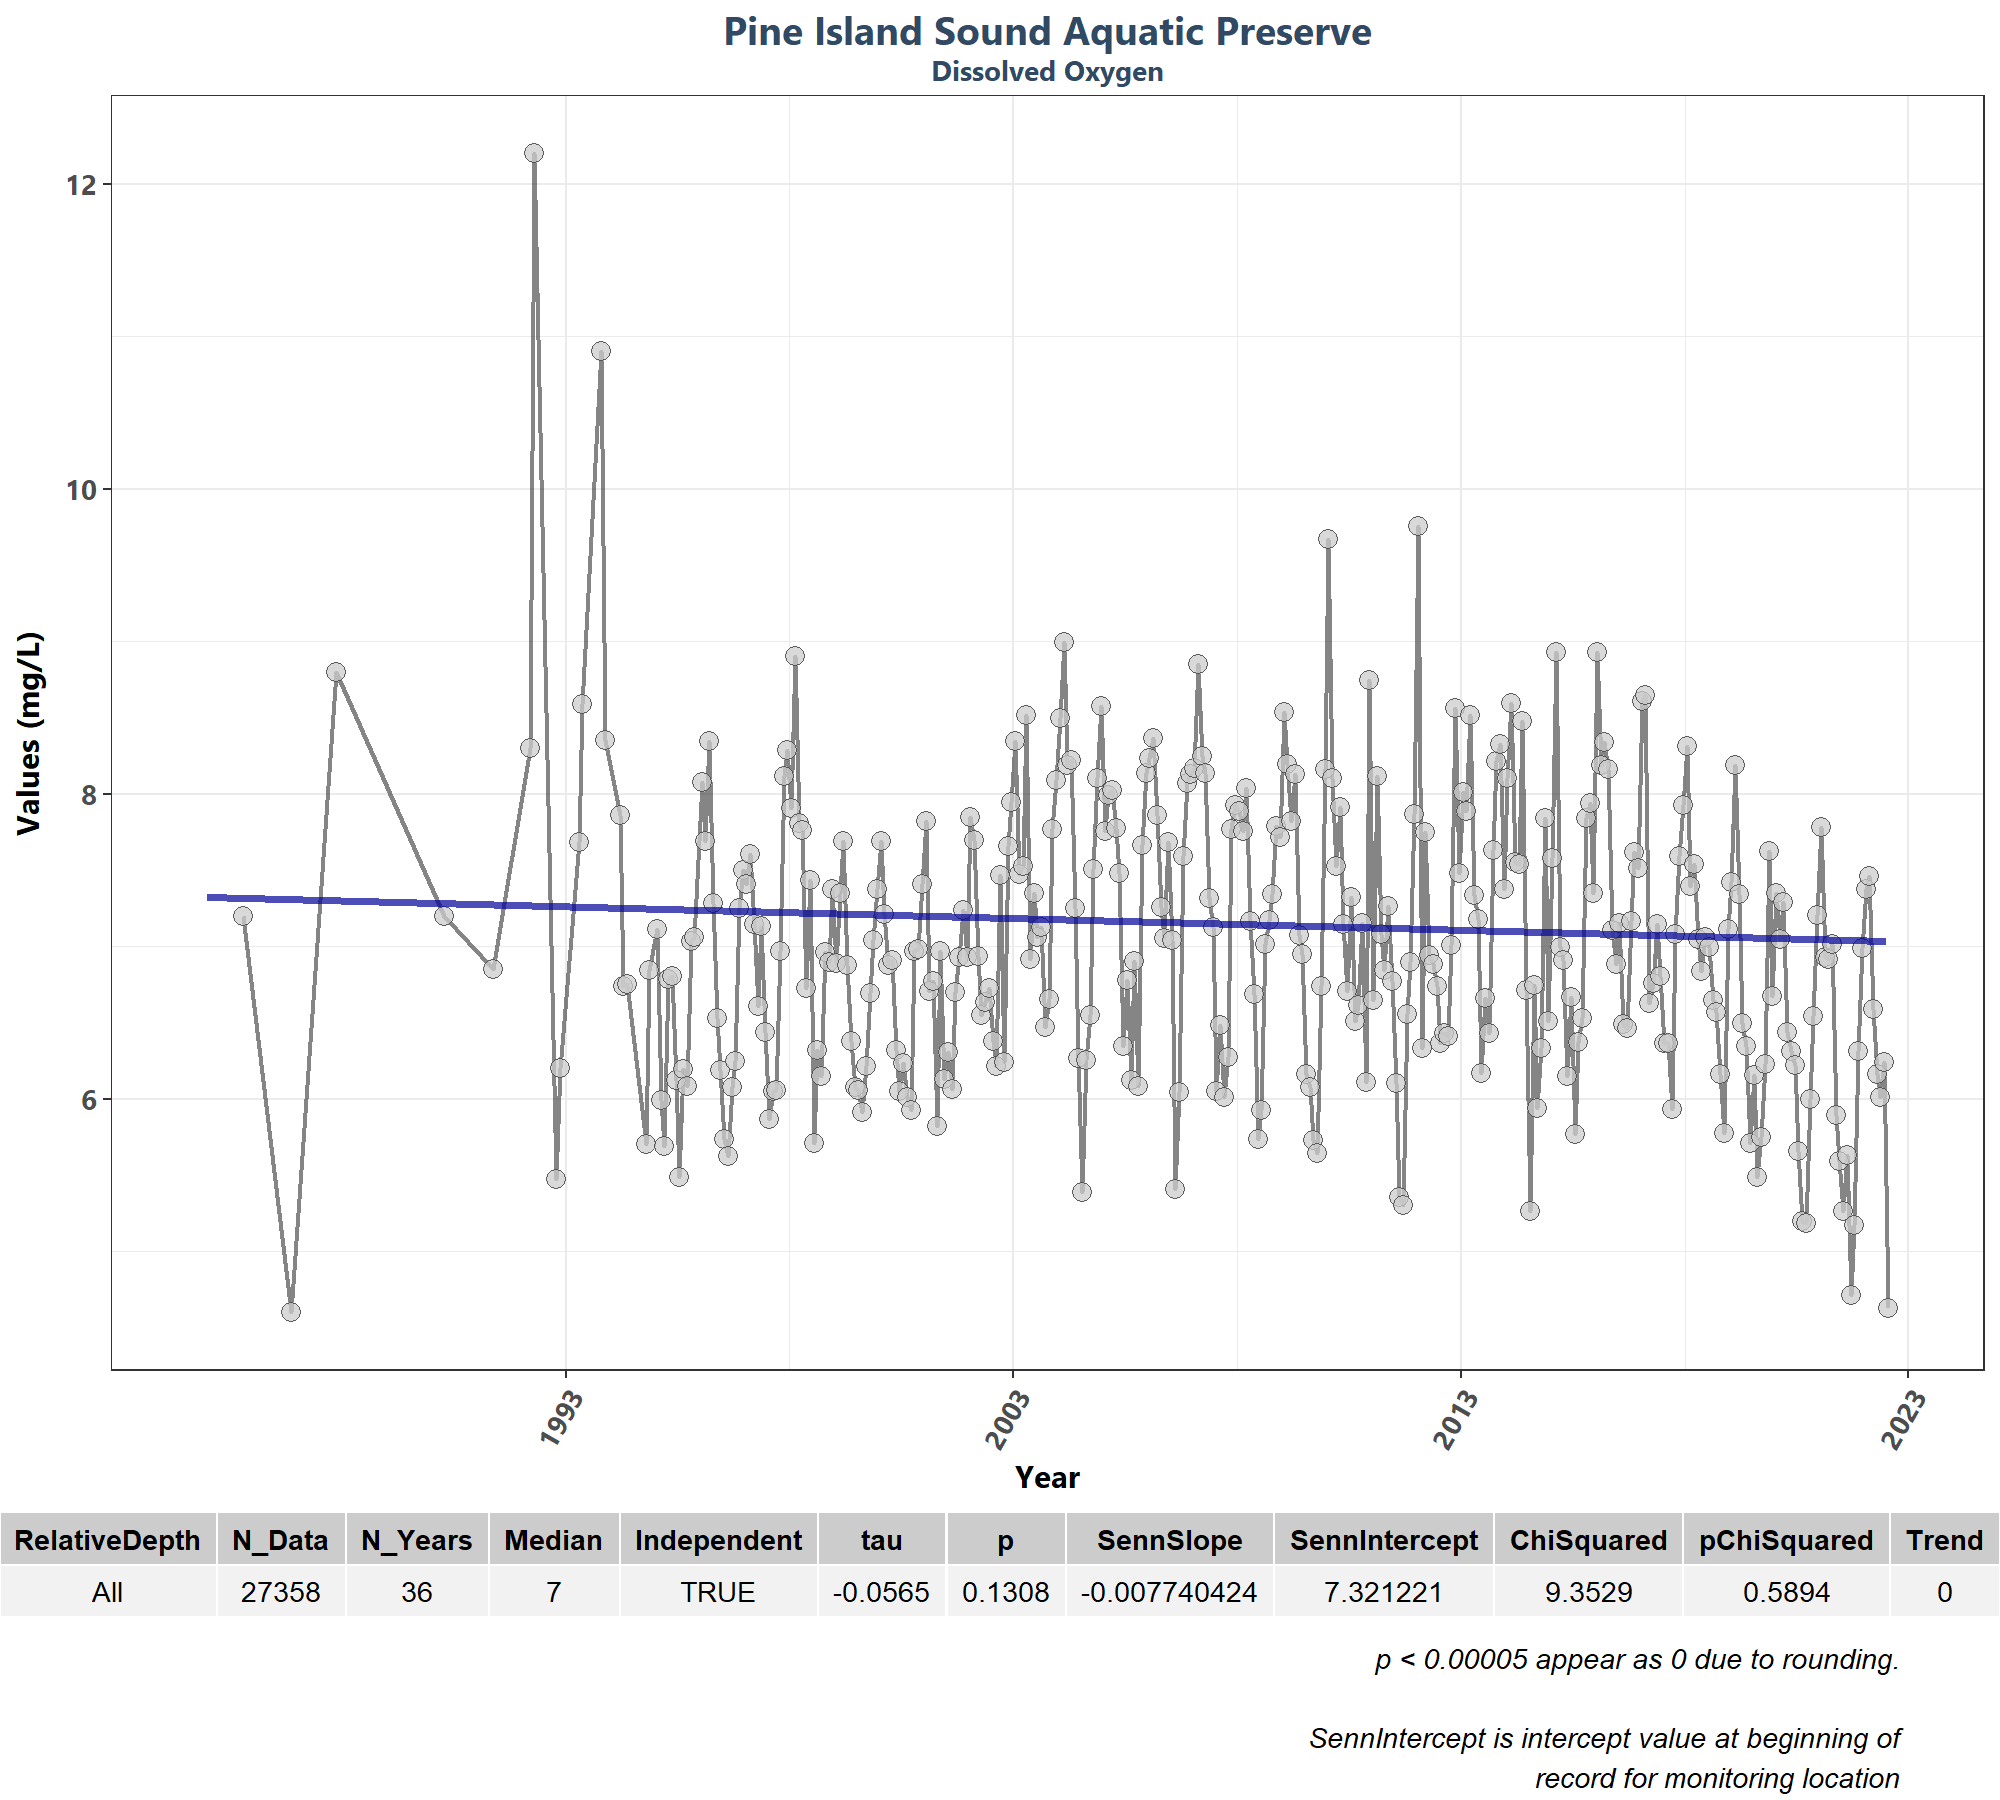 Pine Island Sound Aquatic Preserve
Dissolved Oxygen
Values (mg/L)
12
10
8
6
1993
2003
2013
2023
Year
RelativeDepth N_Data N_Years Median Independent tau p SennSlope SennIntercept ChiSquared pChiSquared Trend
All 27358 36 7 TRUE -0.0565 0.1308 -0.007740424 7.321221 9.3529 0.5894 0
p < 0.00005 appear as 0 due to rounding.
SennIntercept is intercept value at beginning of
record for monitoring location